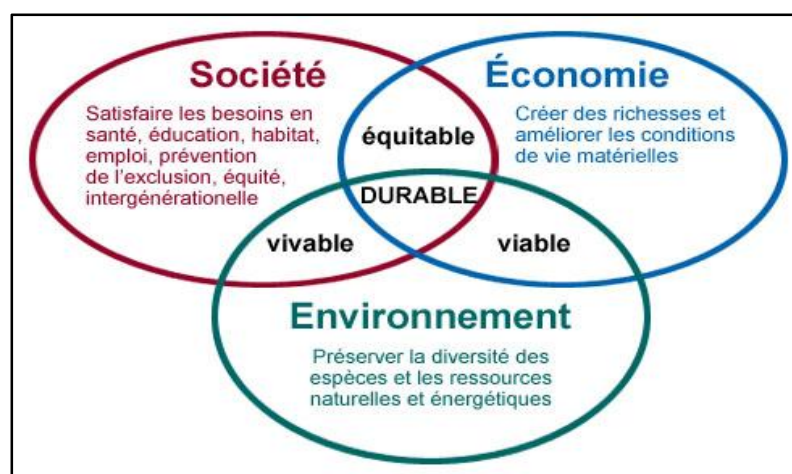 Société
Satisfaire les besoins en
santé, éducation, habitat,
emploi, prévention
de l'exclusion, équité,
intergénérationelle
Économie
Créer des richesses et
améliorer les conditions
de vie matérielles
équitable
DURABLE
vivable
viable
Environnement
Préserver la diversité des
espèces et les ressources
naturelles et énergétiques